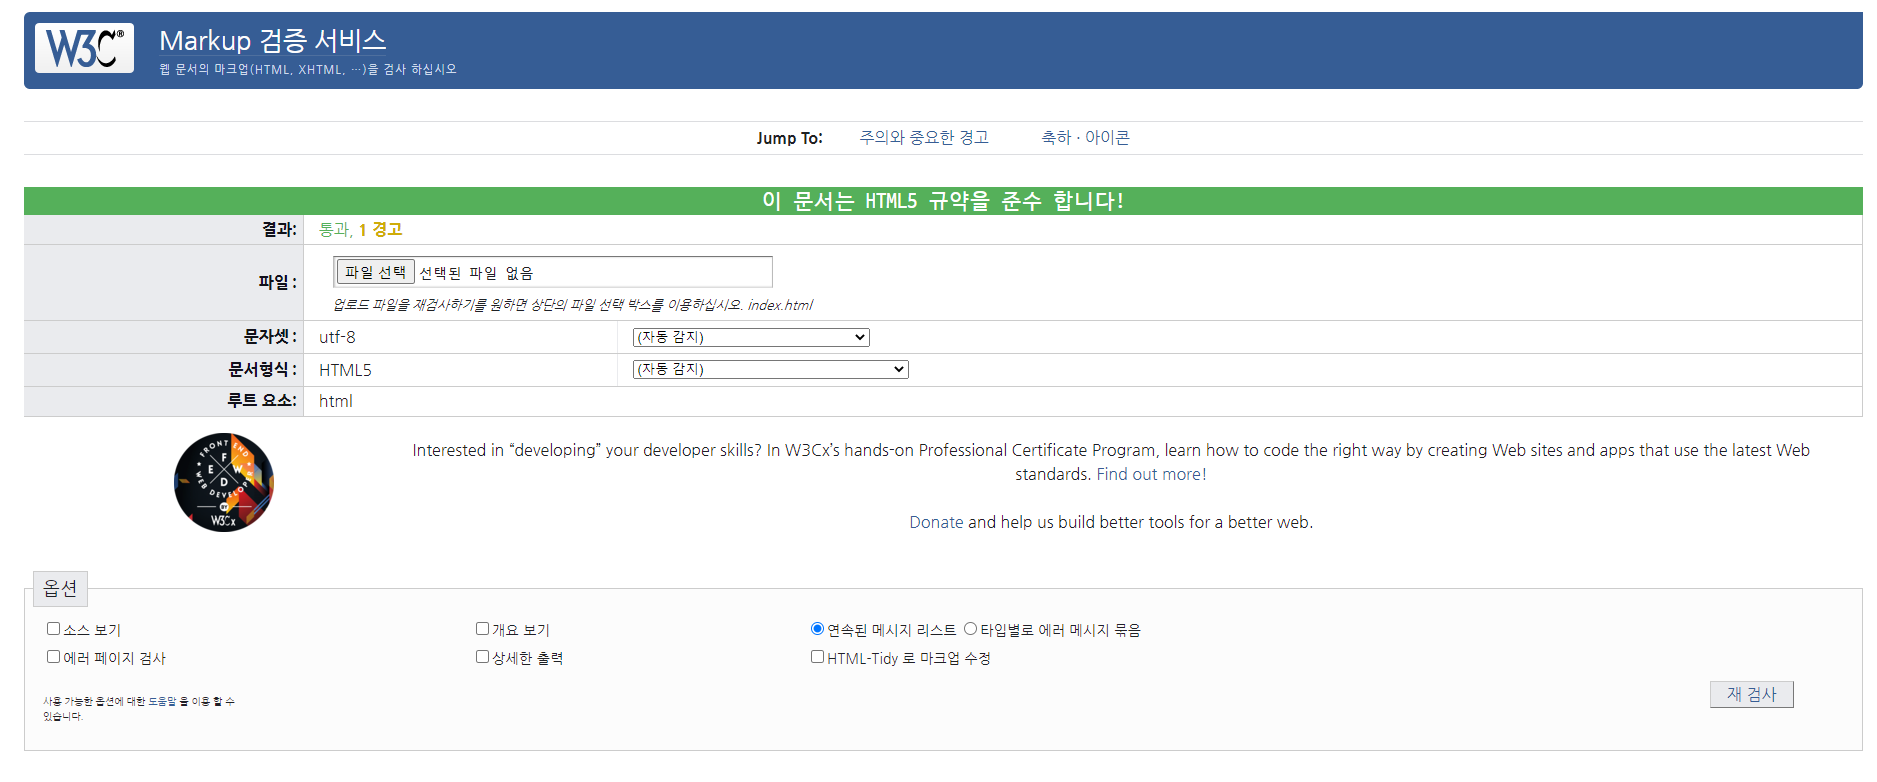 W3C®
Markup 검증 서비스
웹 문서의 마크업(HTML, XHTML, …)을 검사 하십시오
Jump To: 주의와 중요한 경고 축하 · 아이콘
이 문서는 HTML5 규약을 준수 합니다!
결과: 통과, 1 경고
파일 : 파일 선택 선택된 파일 없음
업로드 파일을 재검사하기를 원하면 상단의 파일 선택 박스를 이용하십시오. index.html
문자셋 : utf-8 (자동 감지)
문서형식 : HTML5 (자동 감지)
루트 요소: html
FRONT END
WEB DEVELOPER
F E W D
BY
W3Cx
Interested in “developing” your developer skills? In W3Cx’s hands-on Professional Certificate Program, learn how to code the right way by creating Web sites and apps that use the latest Web
standards. Find out more!
Donate and help us build better tools for a better web.
옵션
소스 보기 개요 보기 연속된 메시지 리스트 타입별로 에러 메시지 묶음
에러 페이지 검사 상세한 출력 HTML-Tidy 로 마크업 수정
사용 가능한 옵션에 대한 도움말 을 이용 할 수
있습니다.
재 검사